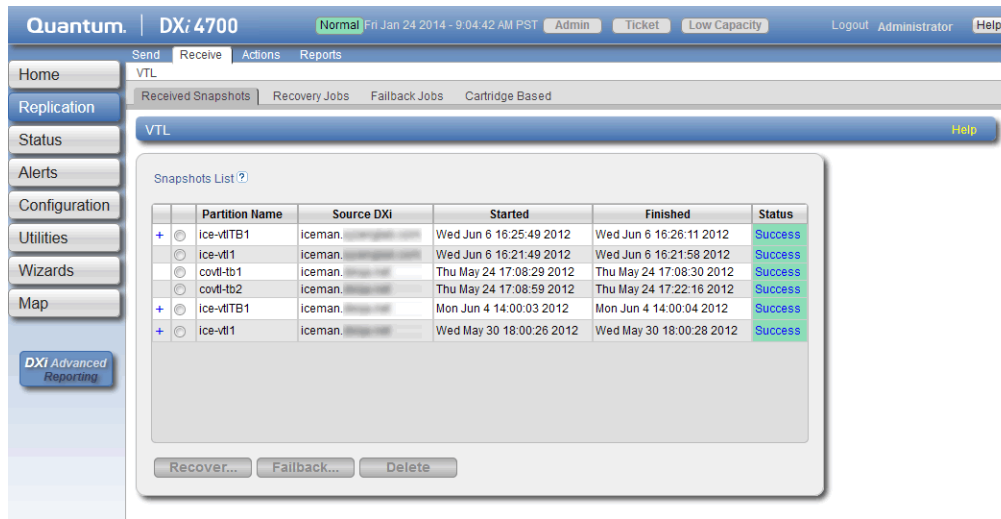 Quantum. | DXi4700 Normal Fri Jan 24 2014 - 9:04:42 AM PST Admin Ticket Low Capacity Logout Administrator Help
Send Receive Actions Reports
VTL
Received Snapshots Recovery Jobs Failback Jobs Cartridge Based
Home
Replication
Status
Alerts
Configuration
Utilities
Wizards
Map
DXi Advanced
Reporting
VTL Help
Snapshots List ?
Partition Name Source DXi Started Finished Status
+ ice-vtlTB1 iceman. Wed Jun 6 16:25:49 2012 Wed Jun 6 16:26:11 2012 Success
ice-vtl1 iceman. Wed Jun 6 16:21:49 2012 Wed Jun 6 16:21:58 2012 Success
covtl-tb1 iceman. Thu May 24 17:08:29 2012 Thu May 24 17:08:30 2012 Success
covtl-tb2 iceman. Thu May 24 17:08:59 2012 Thu May 24 17:22:16 2012 Success
+ ice-vtlTB1 iceman. Mon Jun 4 14:00:03 2012 Mon Jun 4 14:00:04 2012 Success
+ ice-vtl1 iceman. Wed May 30 18:00:26 2012 Wed May 30 18:00:28 2012 Success
Recover... Failback... Delete